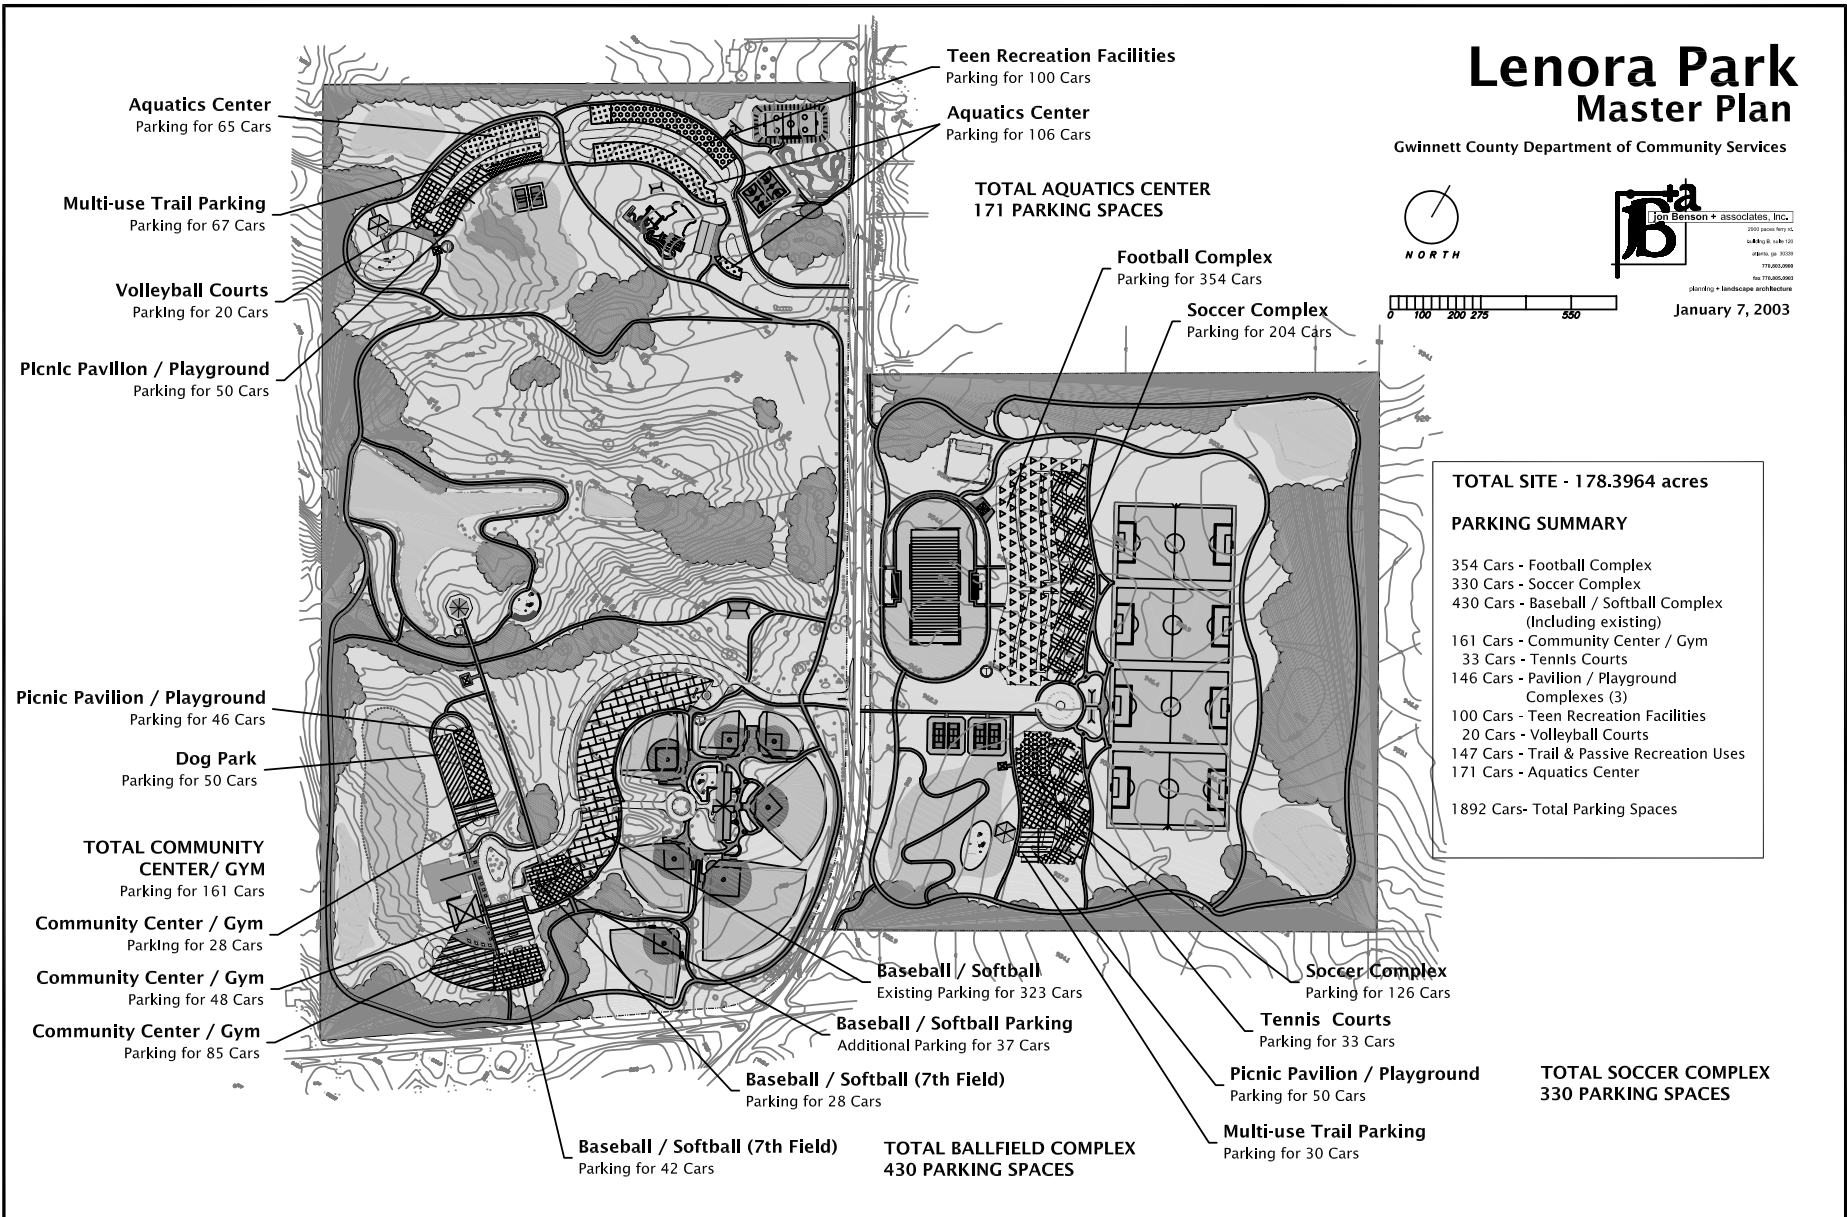 Lenora Park
Master Plan
Gwinnett County Department of Community Services
NORTH
jon Benson + associates, Inc.
2900 paces ferry rd.
building B. suite 120
atlanta, ga 30339
planning + landscape architecture
0 100 200 275 550
January 7, 2003
Teen Recreation Facilities
Parking for 100 Cars
Aquatics Center
Parking for 106 Cars
TOTAL AQUATICS CENTER
171 PARKING SPACES
Aquatics Center
Parking for 65 Cars
Multi-use Trail Parking
Parking for 67 Cars
Volleyball Courts
Parking for 20 Cars
Picnic Pavilion / Playground
Parking for 50 Cars
Football Complex
Parking for 354 Cars
Soccer Complex
Parking for 204 Cars
TOTAL SITE - 178.3964 acres
PARKING SUMMARY
354 Cars - Football Complex
330 Cars - Soccer Complex
430 Cars - Baseball / Softball Complex
(Including existing)
161 Cars - Community Center / Gym
33 Cars - Tennis Courts
146 Cars - Pavilion / Playground
Complexes (3)
100 Cars - Teen Recreation Facilities
20 Cars - Volleyball Courts
147 Cars - Trail & Passive Recreation Uses
171 Cars - Aquatics Center
1892 Cars- Total Parking Spaces
Picnic Pavilion / Playground
Parking for 46 Cars
Dog Park
Parking for 50 Cars
TOTAL COMMUNITY
CENTER/ GYM
Parking for 161 Cars
Community Center / Gym
Parking for 28 Cars
Community Center / Gym
Parking for 48 Cars
Community Center / Gym
Parking for 85 Cars
Baseball / Softball
Existing Parking for 323 Cars
Baseball / Softball Parking
Additional Parking for 37 Cars
Baseball / Softball (7th Field)
Parking for 28 Cars
Baseball / Softball (7th Field)
Parking for 42 Cars
TOTAL BALLFIELD COMPLEX
430 PARKING SPACES
Soccer Complex
Parking for 126 Cars
Tennis Courts
Parking for 33 Cars
Picnic Pavilion / Playground
Parking for 50 Cars
Multi-use Trail Parking
Parking for 30 Cars
TOTAL SOCCER COMPLEX
330 PARKING SPACES